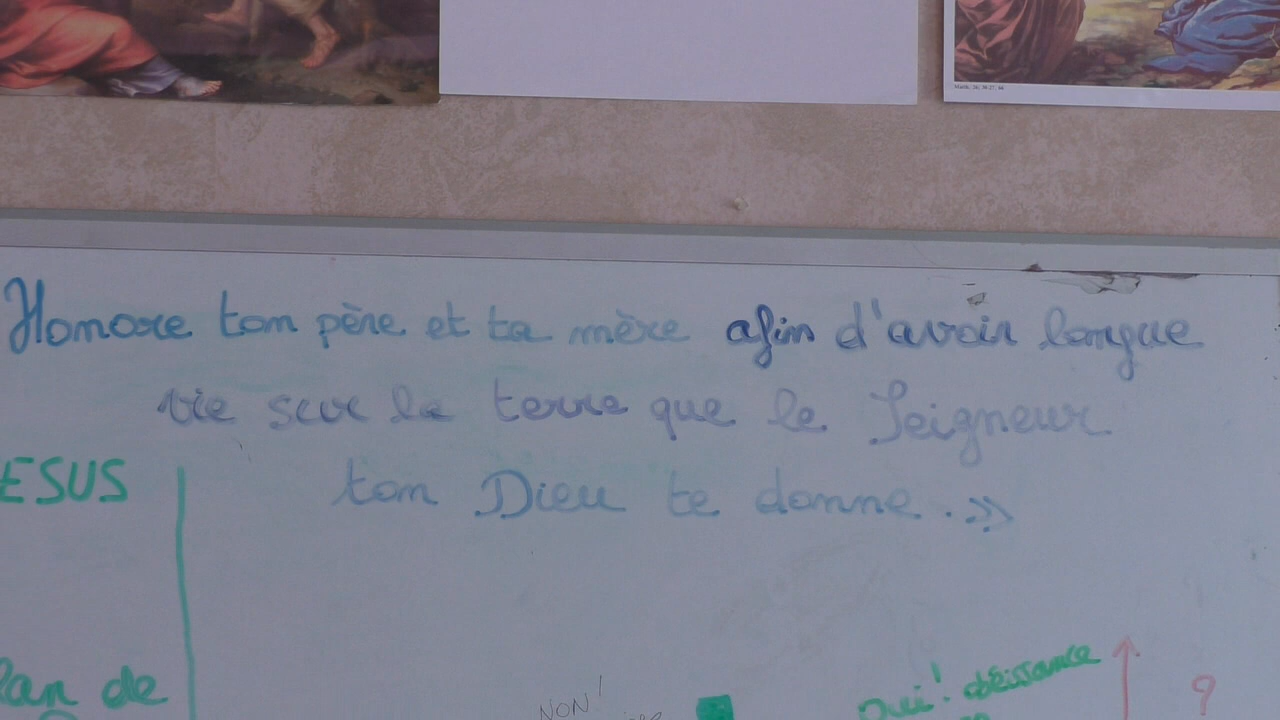 Honore ton père et ta mère afin d'avoir longue
vie sur la terre que le Seigneur
ton Dieu te donne. »
ESUS
lan de
NON!
oui! obéissance
?